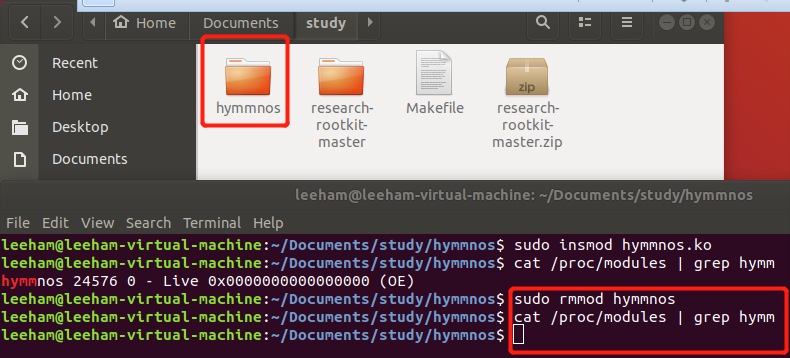 Home Documents study
Recent
Home
Desktop
Documents
hymmnos
research-
rootkit-
master
Makefile
zip
research-
rootkit-
master.zip
leeham@leeham-virtual-machine: ~/Documents/study/hymmnos
File Edit View Search Terminal Help
leeham@leeham-virtual-machine:~/Documents/study/hymmnos$ sudo insmod hymmnos.ko
leeham@leeham-virtual-machine:~/Documents/study/hymmnos$ cat /proc/modules | grep hymm
hymmnos 24576 0 - Live 0x0000000000000000 (OE)
leeham@leeham-virtual-machine:~/Documents/study/hymmnos$ sudo rmmod hymmnos
leeham@leeham-virtual-machine:~/Documents/study/hymmnos$ cat /proc/modules | grep hymm
leeham@leeham-virtual-machine:~/Documents/study/hymmnos$